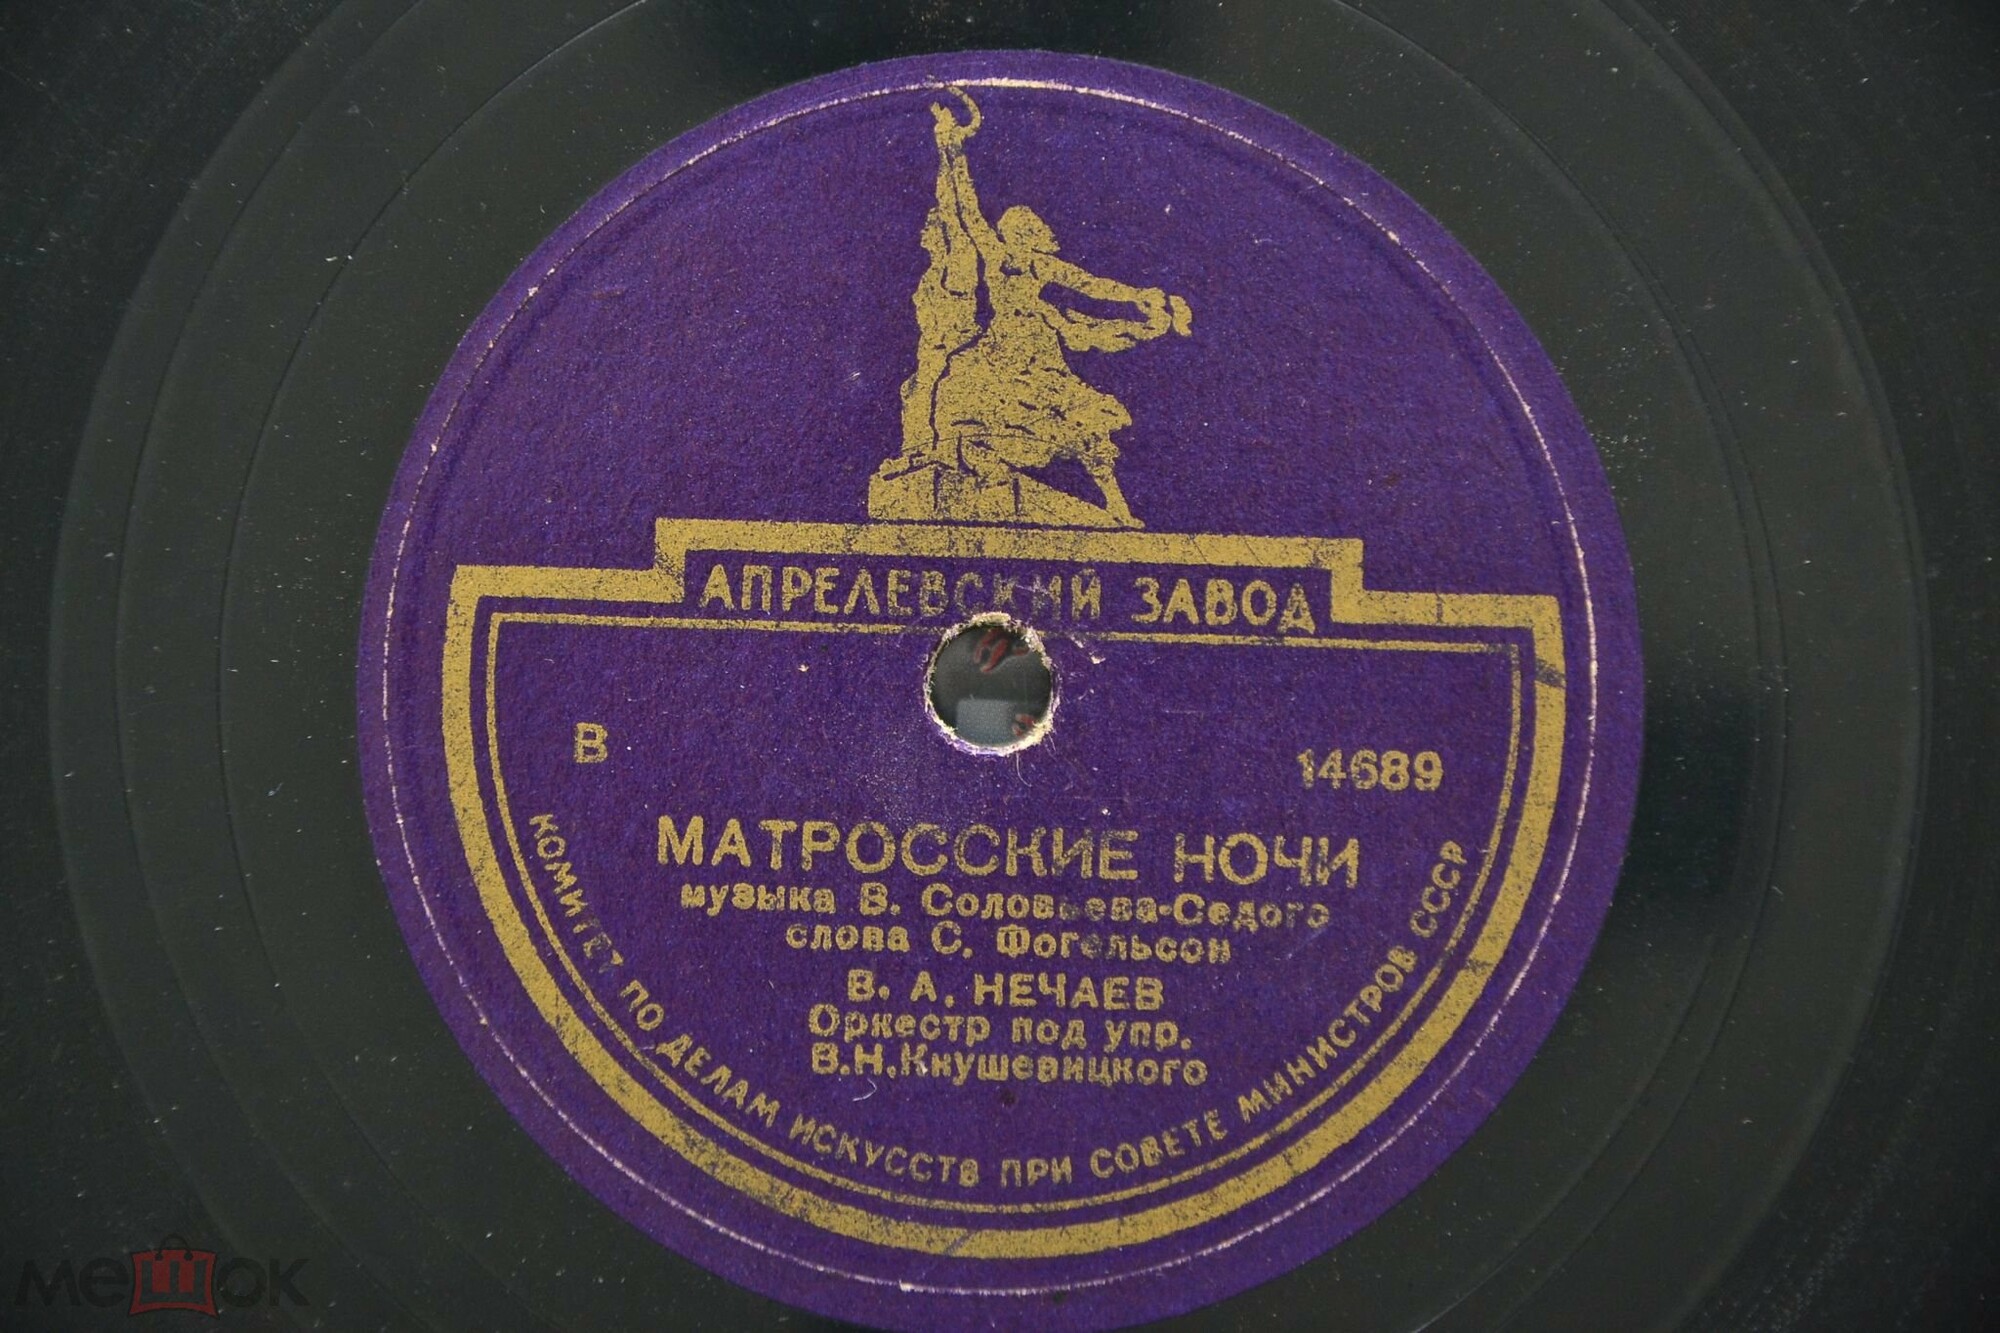 АПРЕЛЕВСКИЙ ЗАВОД
В 14689
МАТРОССКИЕ НОЧИ
музыка В. Соловьева-Седого
слова С. Фогельсон
В. А. НЕЧАЕВ
Оркестр под упр.
В.Н.Кнушевицкого
КОМИТЕТ ПО ДЕЛАМ ИСКУССТВ ПРИ СОВЕТЕ МИНИСТРОВ СССР
мешок